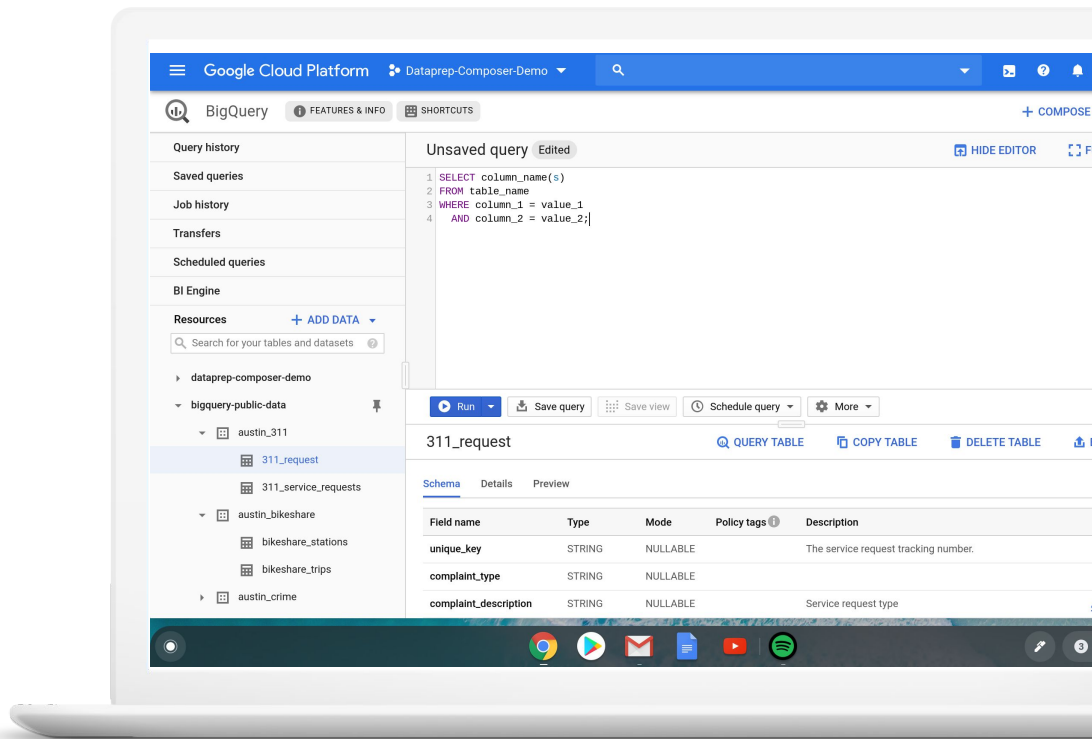 Google Cloud Platform Dataprep-Composer-Demo
BigQuery FEATURES & INFO SHORTCUTS + COMPOSE
Query history
Saved queries
Job history
Transfers
Scheduled queries
BI Engine
Resources + ADD DATA
Search for your tables and datasets
dataprep-composer-demo
bigquery-public-data
austin_311
311_request
311_service_requests
austin_bikeshare
bikeshare_stations
bikeshare_trips
austin_crime
Unsaved query Edited HIDE EDITOR F
1 SELECT column_name(s)
2 FROM table_name
3 WHERE column_1 = value_1
4 AND column_2 = value_2;
Run Save query Save view Schedule query More
311_request QUERY TABLE COPY TABLE DELETE TABLE
Schema Details Preview
Field name Type Mode Policy tags Description
unique_key STRING NULLABLE The service request tracking number.
complaint_type STRING NULLABLE
complaint_description STRING NULLABLE Service request type
3